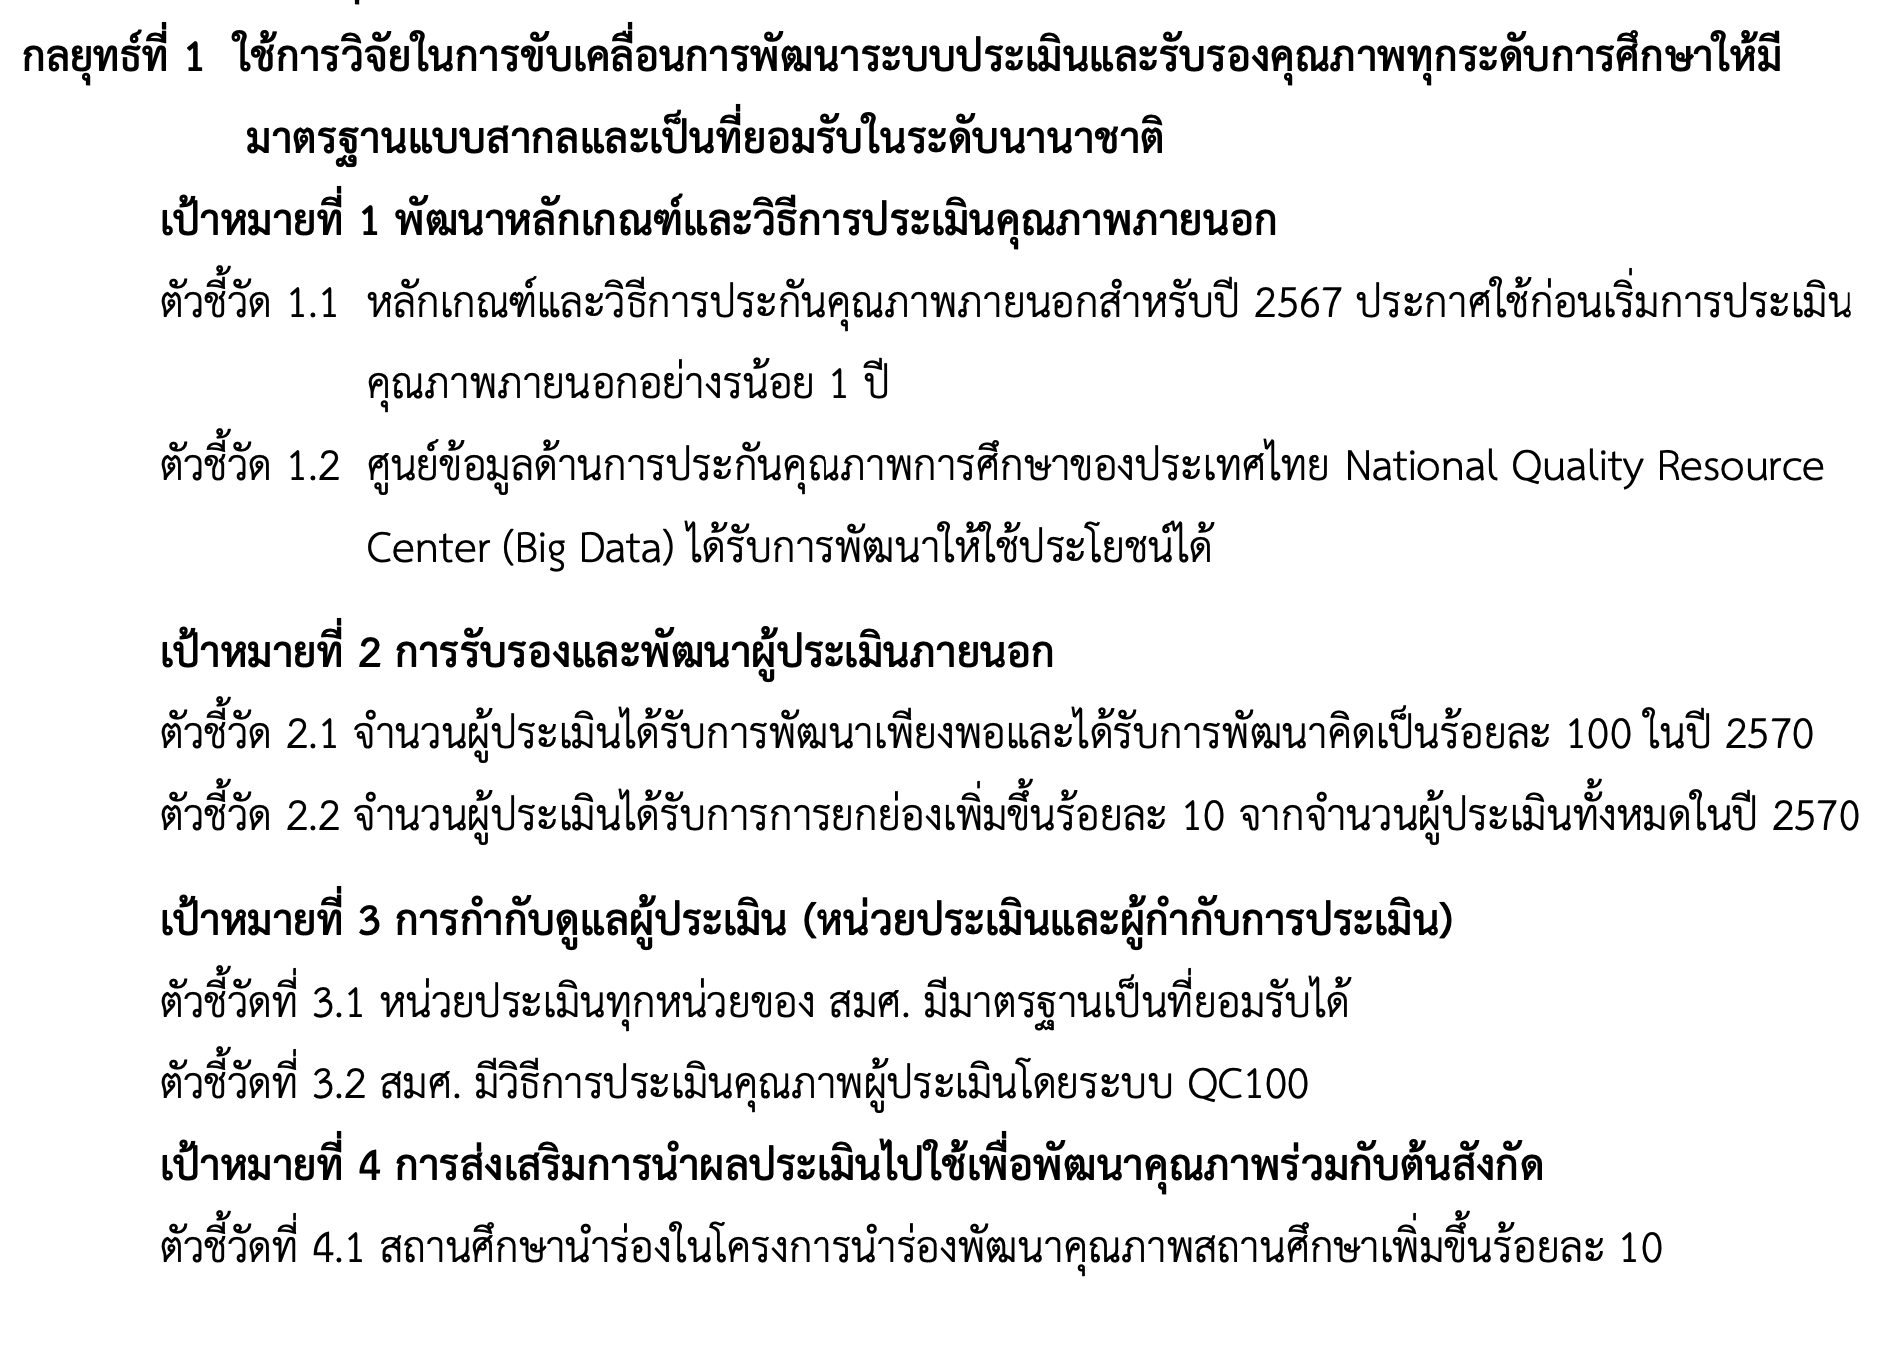 กลยุทธ์ที่ 1 ใช้การวิจัยในการขับเคลื่อนการพัฒนาระบบประเมินและรับรองคุณภาพทุกระดับการศึกษาให้มี
มาตรฐานแบบสากลและเป็นที่ยอมรับในระดับนานาชาติ
เป้าหมายที่ 1 พัฒนาหลักเกณฑ์และวิธีการประเมินคุณภาพภายนอก
ตัวชี้วัด 1.1 หลักเกณฑ์และวิธีการประกันคุณภาพภายนอกสำหรับปี 2567 ประกาศใช้ก่อนเริ่มการประเมิน
คุณภาพภายนอกอย่างรน้อย 1 ปี
ตัวชี้วัด 1.2 ศูนย์ข้อมูลด้านการประกันคุณภาพการศึกษาของประเทศไทย National Quality Resource
Center (Big Data) ได้รับการพัฒนาให้ใช้ประโยชน์ได้
เป้าหมายที่ 2 การรับรองและพัฒนาผู้ประเมินภายนอก
ตัวชี้วัด 2.1 จำนวนผู้ประเมินได้รับการพัฒนาเพียงพอและได้รับการพัฒนาคิดเป็นร้อยละ 100 ในปี 2570
ตัวชี้วัด 2.2 จำนวนผู้ประเมินได้รับการการยกย่องเพิ่มขึ้นร้อยละ 10 จากจำนวนผู้ประเมินทั้งหมดในปี 2570
เป้าหมายที่ 3 การกำกับดูแลผู้ประเมิน (หน่วยประเมินและผู้กำกับการประเมิน)
ตัวชี้วัดที่ 3.1 หน่วยประเมินทุกหน่วยของ สมศ. มีมาตรฐานเป็นที่ยอมรับได้
ตัวชี้วัดที่ 3.2 สมศ. มีวิธีการประเมินคุณภาพผู้ประเมินโดยระบบ QC100
เป้าหมายที่ 4 การส่งเสริมการนำผลประเมินไปใช้เพื่อพัฒนาคุณภาพร่วมกับต้นสังกัด
ตัวชี้วัดที่ 4.1 สถานศึกษานำร่องในโครงการนำร่องพัฒนาคุณภาพสถานศึกษาเพิ่มขึ้นร้อยละ 10